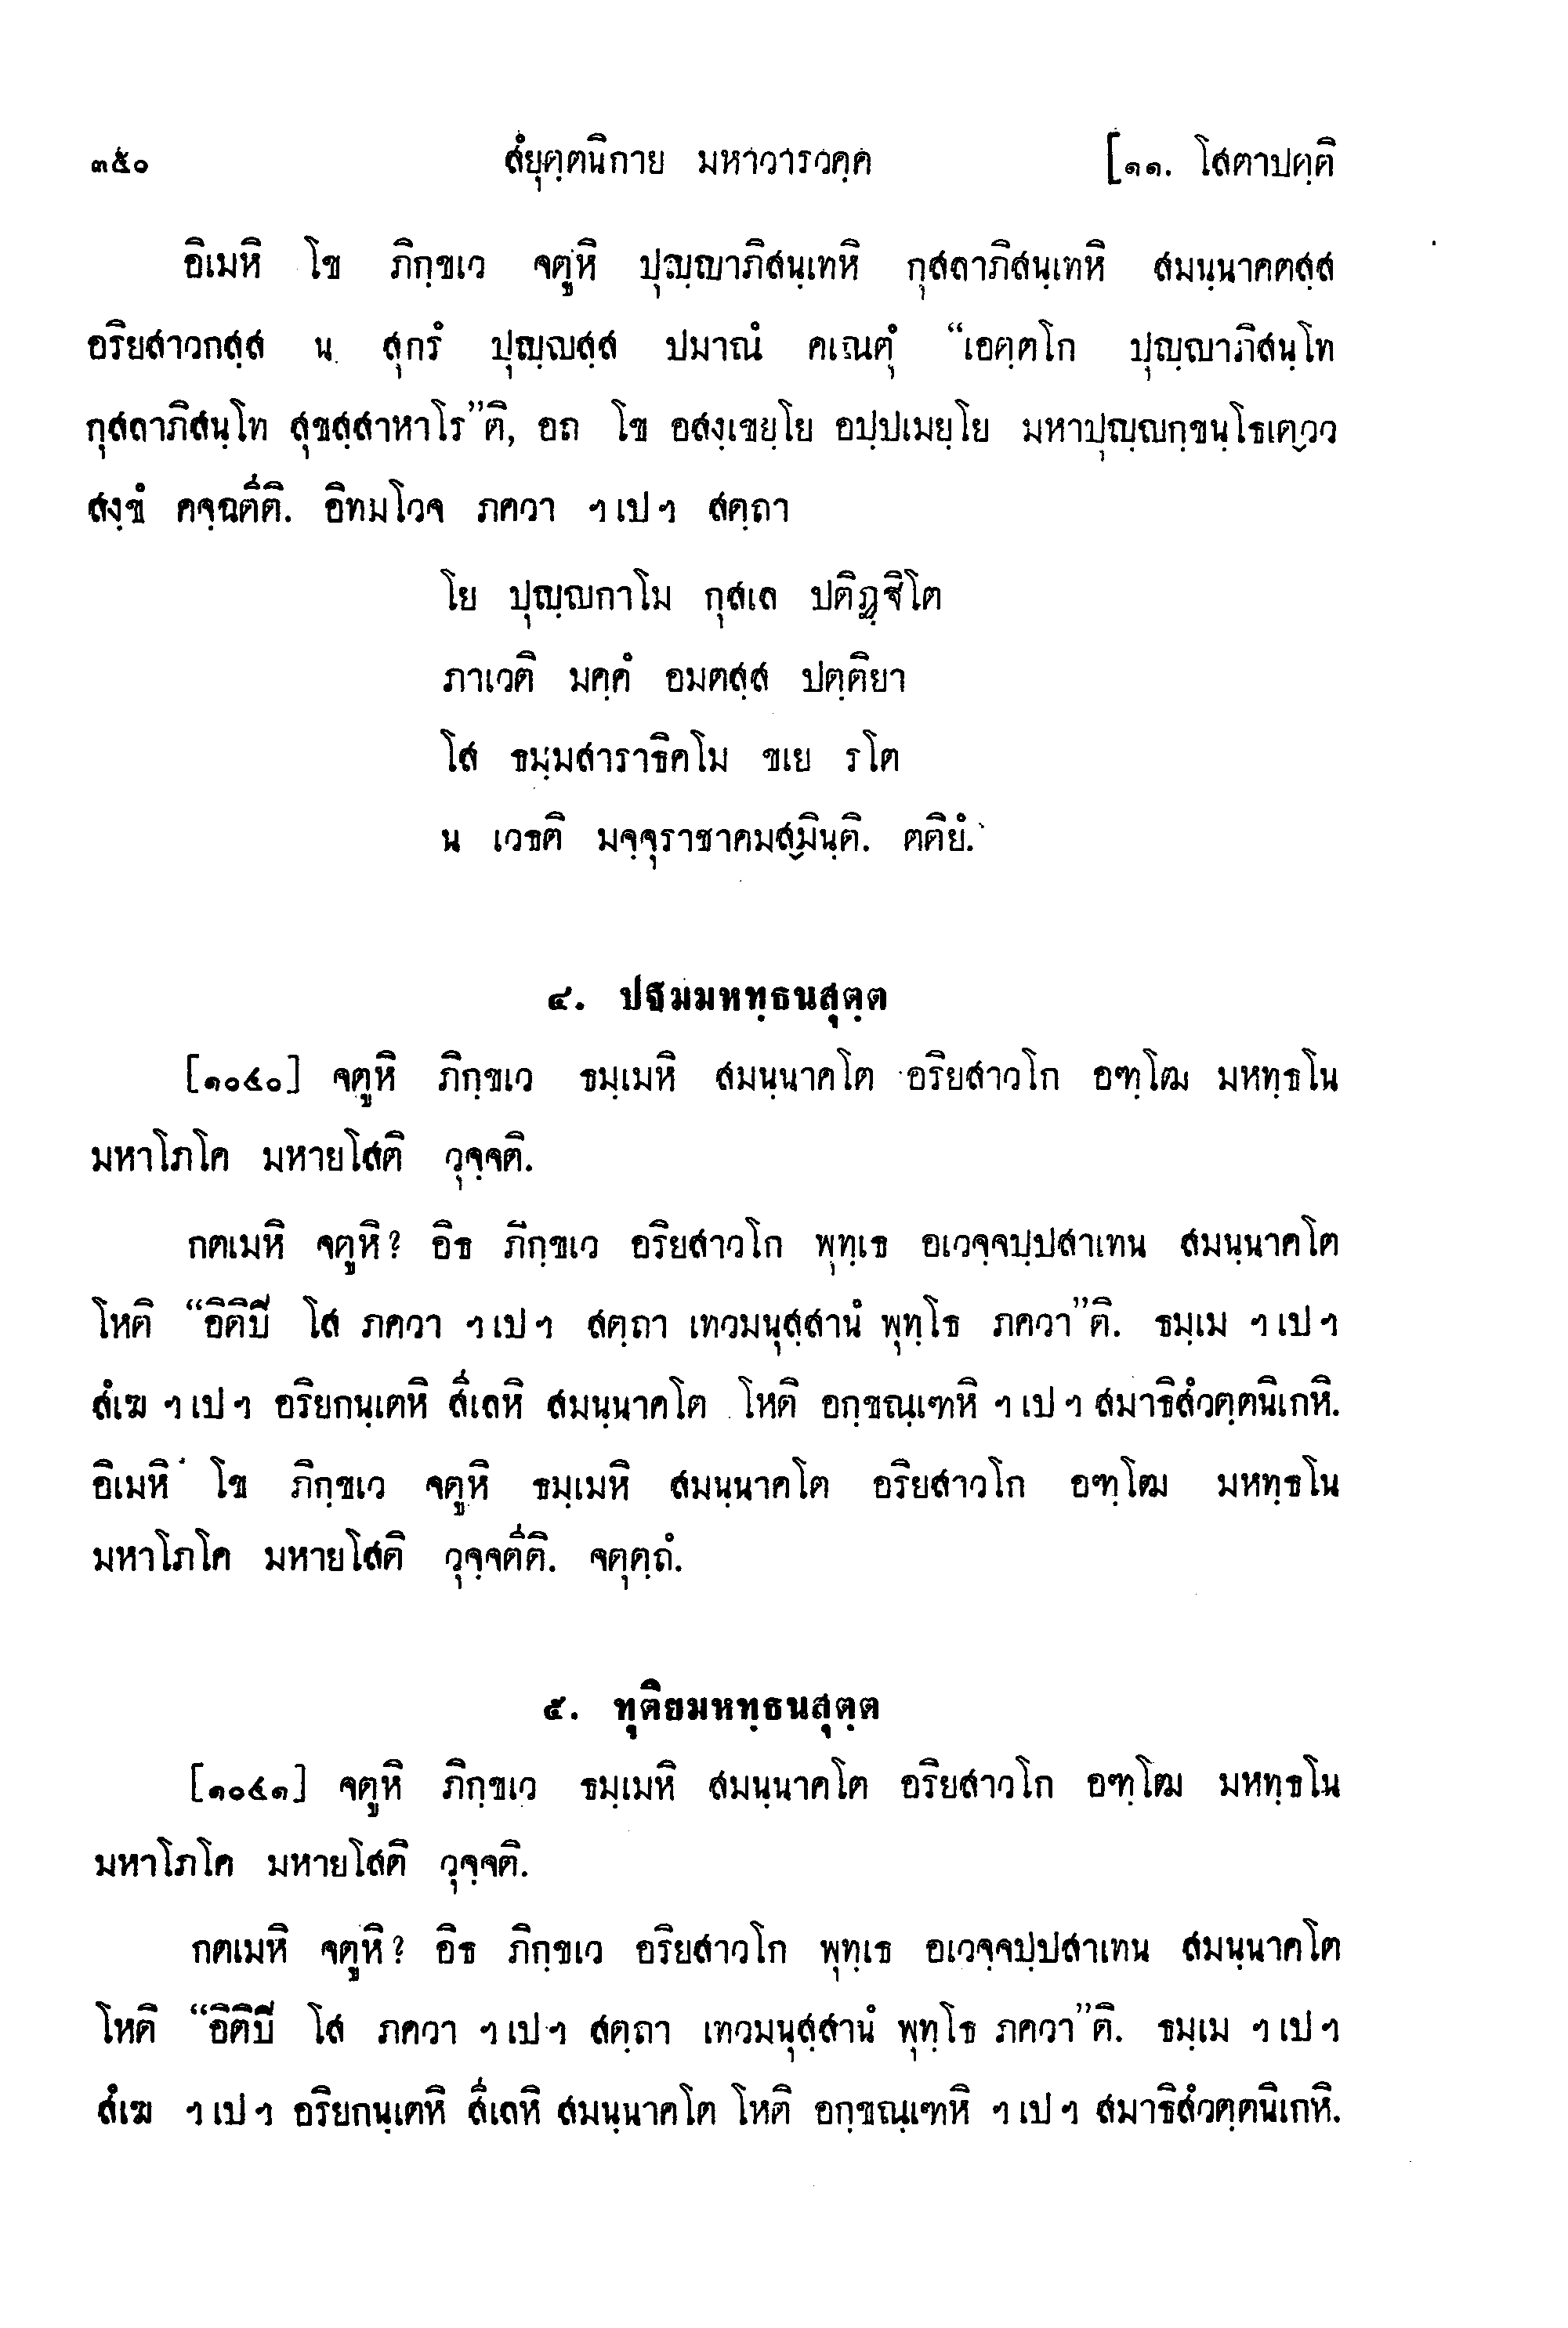 ๓๕๐ สํยุตฺตนิกาย มหาวารวคฺค [๑๑. โสตาปตฺติ
อิเมหิ โข ภิกฺขเว จตูหิ ปุญฺญาภิสนฺเทหิ กุสลาภิสนฺเทหิ สมนฺนาคตสฺส
อริยสาวกสฺส น สุกรํ ปุญฺญสฺส ปมาณํ คเณตุํ “เอตฺตโก ปุญฺญาภิสนฺโท
กุสลาภิสนฺโท สุขสฺสาหาโร”ติ, อถ โข อสงฺเขยฺโย อปฺปเมยฺโย มหาปุญฺญกฺขนฺโธเตฺวว
สงฺขํ คจฺฉตีติ. อิทมโวจ ภควา ฯ เป ฯ สตฺถา
โย ปุญฺญกาโม กุสเล ปติฏฺฐิโต
ภาเวติ มคฺคํ อมตสฺส ปตฺติยา
โส ธมฺมสาราธิคโม ขเย รโต
น เวธติ มจฺจุราชาคมสฺมินฺติ. ตติยํ.
๔. ปฐมมหทฺธนสุตฺต
[๑๐๔๐] จตูหิ ภิกฺขเว ธมฺเมหิ สมนฺนาคโต อริยสาวโก อฑฺโฒ มหทฺธโน
มหาโภโค มหายโสติ วุจฺจติ.
กตเมหิ จตูหิ? อิธ ภิกฺขเว อริยสาวโก พุทฺเธ อเวจฺจปฺปสาเทน สมนฺนาคโต
โหติ “อิติปิ โส ภควา ฯ เป ฯ สตฺถา เทวมนุสฺสานํ พุทฺโธ ภควา”ติ. ธมฺเม ฯ เป ฯ
สํเฆ ฯ เป ฯ อริยกนฺเตหิ สีเลหิ สมนฺนาคโต โหติ อกฺขณฺเฑหิ ฯ เป ฯ สมาธิสํวตฺตนิเกหิ.
อิเมหิ โข ภิกฺขเว จตูหิ ธมฺเมหิ สมนฺนาคโต อริยสาวโก อฑฺโฒ มหทฺธโน
มหาโภโค มหายโสติ วุจฺจตีติ. จตุตฺถํ.
๕. ทุติยมหทฺธนสุตฺต
[๑๐๔๑] จตูหิ ภิกฺขเว ธมฺเมหิ สมนฺนาคโต อริยสาวโก อฑฺโฒ มหทฺธโน
มหาโภโค มหายโสติ วุจฺจติ.
กตเมหิ จตูหิ? อิธ ภิกฺขเว อริยสาวโก พุทฺเธ อเวจฺจปฺปสาเทน สมนฺนาคโต
โหติ “อิติปิ โส ภควา ฯ เป ฯ สตฺถา เทวมนุสฺสานํ พุทฺโธ ภควา”ติ. ธมฺเม ฯ เป ฯ
สํเฆ ฯ เป ฯ อริยกนฺเตหิ สีเลหิ สมนฺนาคโต โหติ อกฺขณฺเฑหิ ฯ เป ฯ สมาธิสํวตฺตนิเกหิ.